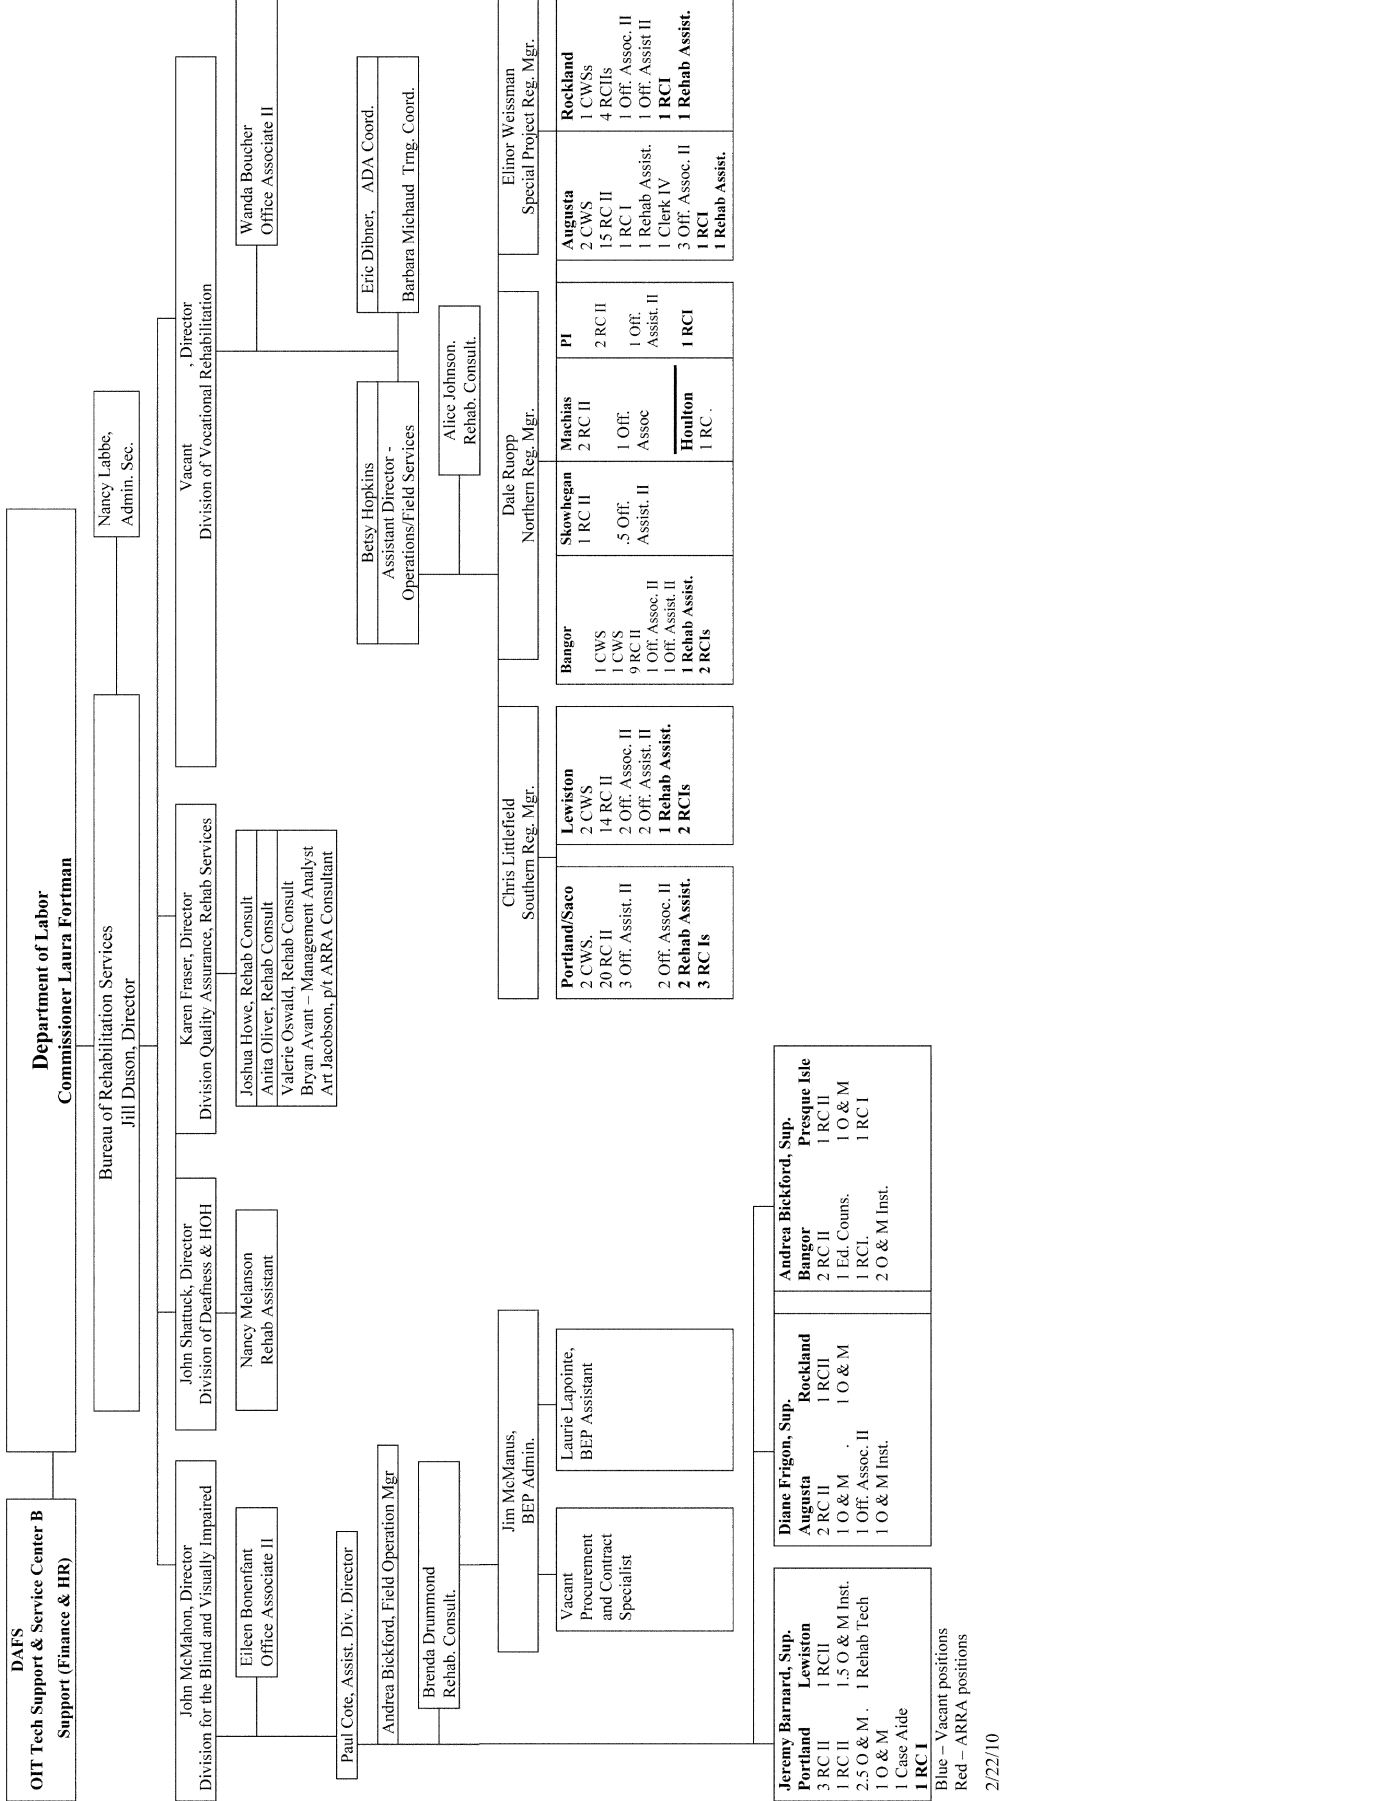 DAFS
OIT Tech Support & Service Center B
Support (Finance & HR)
Department of Labor
Commissioner Laura Fortman
Bureau of Rehabilitation Services
Jill Duson, Director
Nancy Labbe,
Admin. Sec.
John McMahon, Director
Division for the Blind and Visually Impaired
John Shattuck, Director
Division of Deafness & HOH
Karen Fraser, Director
Division Quality Assurance, Rehab Services
Vacant , Director
Division of Vocational Rehabilitation
Eileen Bonenfant
Office Associate II
Nancy Melanson
Rehab Assistant
Joshua Howe, Rehab Consult
Anita Oliver, Rehab Consult
Valerie Oswald, Rehab Consult
Bryan Avant – Management Analyst
Art Jacobson, p/t ARRA Consultant
Wanda Boucher
Office Associate II
Paul Cote, Assist. Div. Director
Andrea Bickford, Field Operation Mgr
Brenda Drummond
Rehab. Consult.
Betsy Hopkins
Assistant Director -
Operations/Field Services
Eric Dibner, ADA Coord.
Barbara Michaud Trng. Coord.
Alice Johnson.
Rehab. Consult.
Jim McManus,
BEP Admin.
Vacant
Procurement
and Contract
Specialist
Laurie Lapointe,
BEP Assistant
Chris Littlefield
Southern Reg. Mgr.
Portland/Saco
2 CWS.
20 RC II
3 Off. Assist. II
2 Off. Assoc. II
2 Rehab Assist.
3 RC Is
Lewiston
2 CWS
14 RC II
2 Off. Assoc. II
2 Off. Assist. II
1 Rehab Assist.
2 RCIs
Dale Ruopp
Northern Reg. Mgr.
Bangor
1 CWS
1 CWS
9 RC II
1 Off. Assoc. II
1 Off. Assist. II
1 Rehab Assist.
2 RCIs
Skowhegan
1 RC II
.5 Off.
Assist. II
Machias
2 RC II
1 Off.
Assoc
Houlton
1 RC .
PI
2 RC II
1 Off.
Assist. II
1 RCI
Elinor Weissman
Special Project Reg. Mgr.
Augusta
2 CWS
15 RC II
1 RC I
1 Rehab Assist.
1 Clerk IV
3 Off. Assoc. II
1 RCI
1 Rehab Assist.
Rockland
1 CWSs
4 RCIIs
1 Off. Assoc. II
1 Off. Assist II
1 RCI
1 Rehab Assist.
Jeremy Barnard, Sup.
Portland Lewiston
3 RC II 1 RCII
1 RC II 1.5 O & M Inst.
2.5 O & M . 1 Rehab Tech
1 O & M
1 Case Aide
1 RC I
Diane Frigon, Sup.
Augusta Rockland
2 RC II 1 RCII
1 O & M . 1 O & M
1 Off. Assoc. II
1 O & M Inst.
Andrea Bickford, Sup.
Bangor Presque Isle
2 RC II 1 RC II
1 Ed. Couns. 1 O & M
1 RCI. 1 RC I
2 O & M Inst.
Blue – Vacant positions
Red – ARRA positions
2/22/10